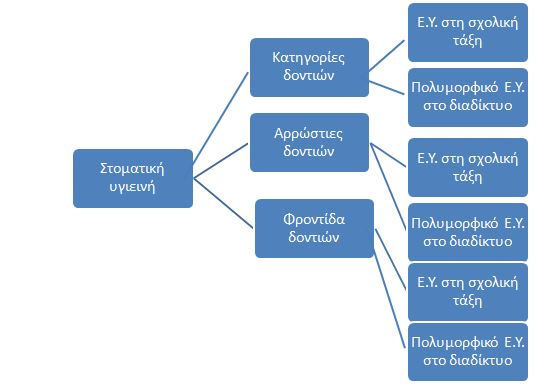 Στοματική
υγιεινή
Κατηγορίες
δοντιών
Ε.Υ. στη σχολική
τάξη
Πολυμορφικό Ε.Υ.
στο διαδίκτυο
Αρρώστιες
δοντιών
Ε.Υ. στη σχολική
τάξη
Πολυμορφικό Ε.Υ.
στο διαδίκτυο
Φροντίδα
δοντιών
Ε.Υ. στη σχολική
τάξη
Πολυμορφικό Ε.Υ.
στο διαδίκτυο